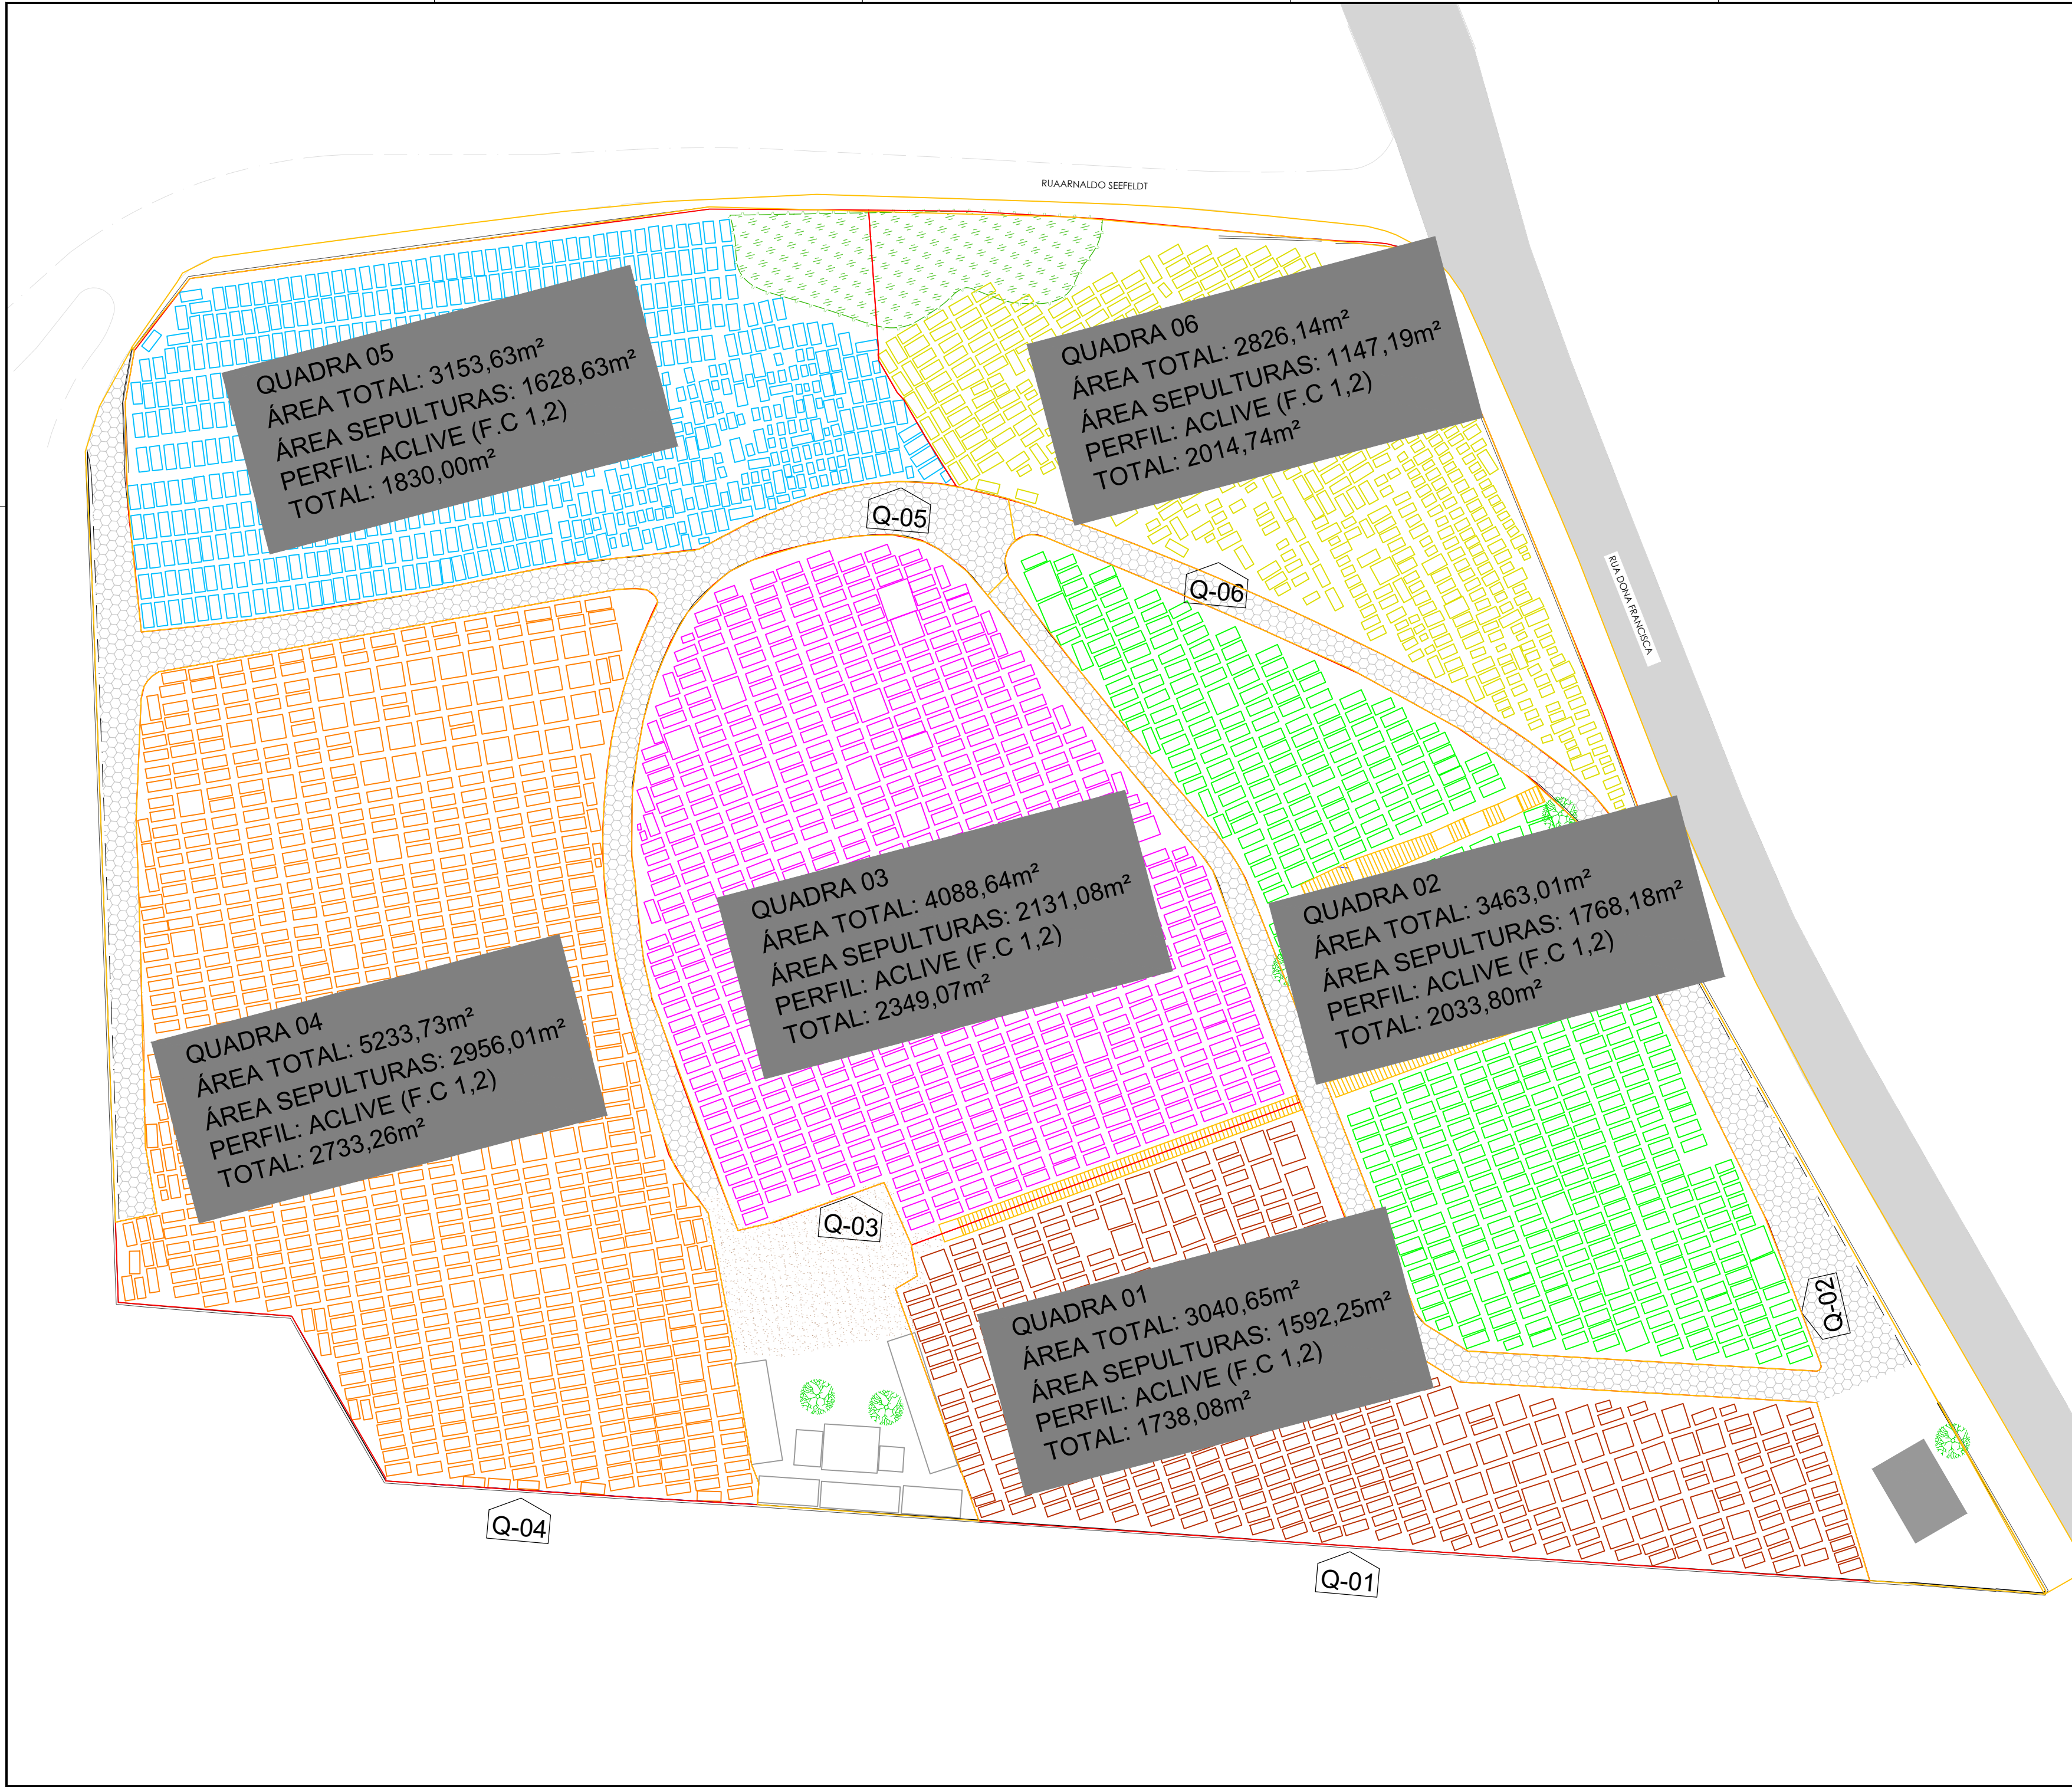 RUAARNALDO SEEFELDT
QUADRA 05
ÁREA TOTAL: 3153,63m²
ÁREA SEPULTURAS: 1628,63m²
PERFIL: ACLIVE (F.C 1,2)
TOTAL: 1830,00m²
QUADRA 06
ÁREA TOTAL: 2826,14m²
ÁREA SEPULTURAS: 1147,19m²
PERFIL: ACLIVE (F.C 1,2)
TOTAL: 2014,74m²
Q-05
Q-06
RUA DONA FRANCISCA
QUADRA 03
ÁREA TOTAL: 4088,64m²
ÁREA SEPULTURAS: 2131,08m²
PERFIL: ACLIVE (F.C 1,2)
TOTAL: 2349,07m²
QUADRA 02
ÁREA TOTAL: 3463,01m²
ÁREA SEPULTURAS: 1768,18m²
PERFIL: ACLIVE (F.C 1,2)
TOTAL: 2033,80m²
QUADRA 04
ÁREA TOTAL: 5233,73m²
ÁREA SEPULTURAS: 2956,01m²
PERFIL: ACLIVE (F.C 1,2)
TOTAL: 2733,26m²
Q-03
QUADRA 01
ÁREA TOTAL: 3040,65m²
ÁREA SEPULTURAS: 1592,25m²
PERFIL: ACLIVE (F.C 1,2)
TOTAL: 1738,08m²
Q-02
Q-04
Q-01